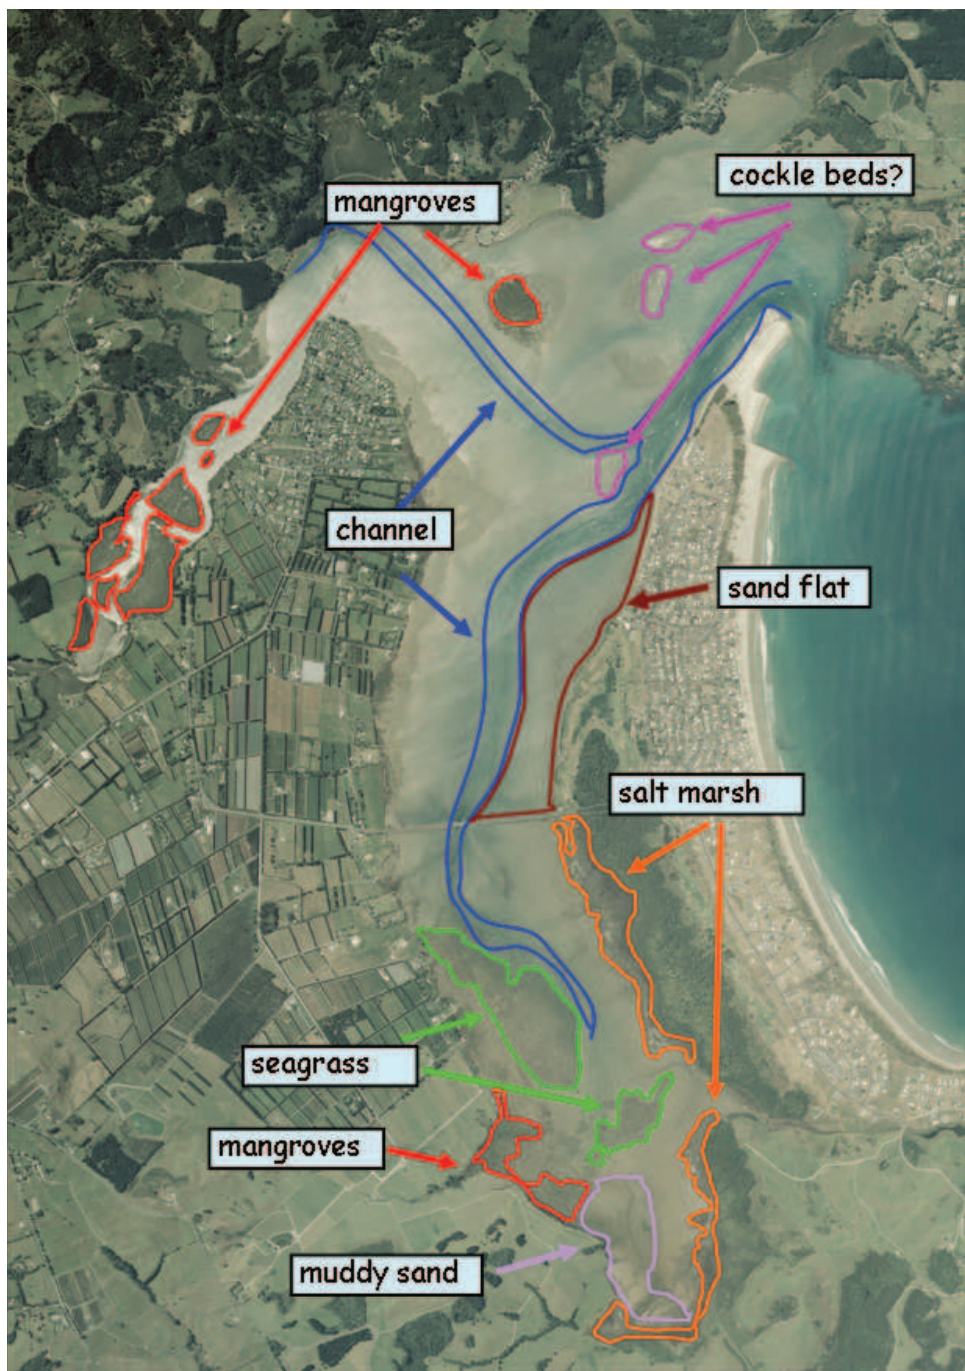 cockle beds?
mangroves
channel
sand flat
salt marsh
seagrass
mangroves
muddy sand